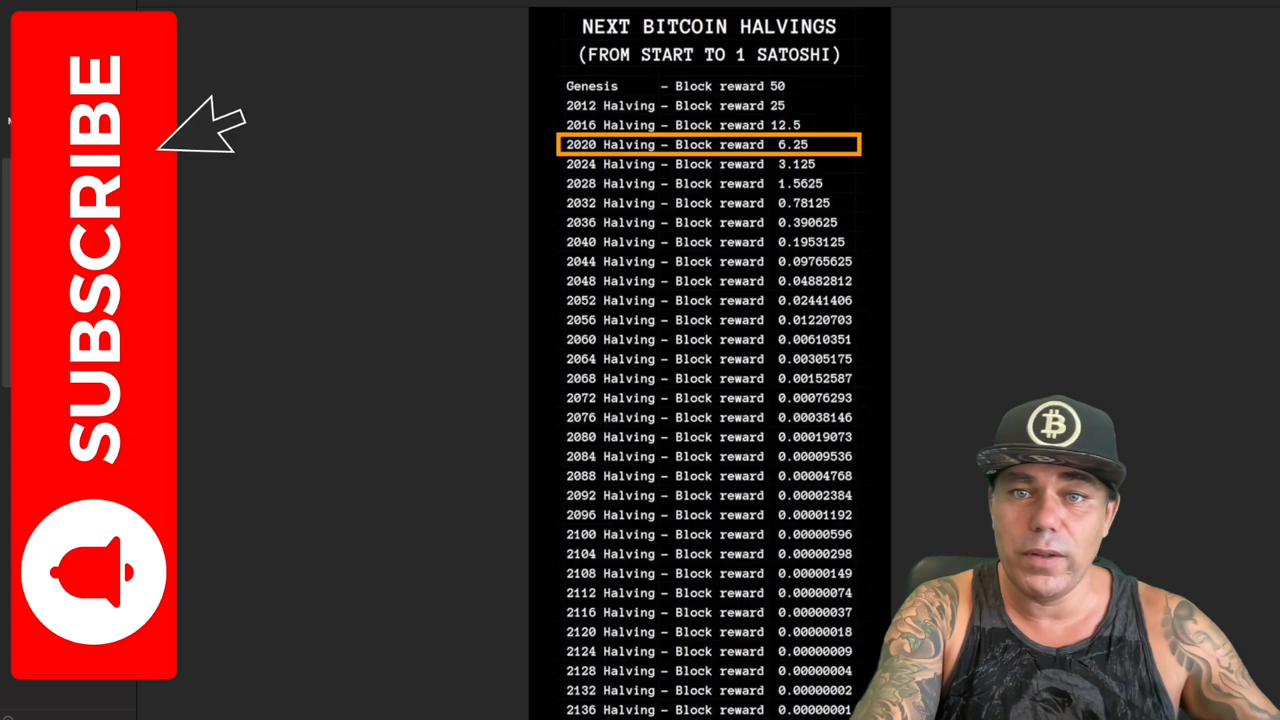 SUBSCRIBE
NEXT BITCOIN HALVINGS
(FROM START TO 1 SATOSHI)
Genesis - Block reward 50
2012 Halving - Block reward 25
2016 Halving - Block reward 12.5
2020 Halving - Block reward 6.25
2024 Halving - Block reward 3.125
2028 Halving - Block reward 1.5625
2032 Halving - Block reward 0.78125
2036 Halving - Block reward 0.390625
2040 Halving - Block reward 0.1953125
2044 Halving - Block reward 0.09765625
2048 Halving - Block reward 0.04882812
2052 Halving - Block reward 0.02441406
2056 Halving - Block reward 0.01220703
2060 Halving - Block reward 0.00610351
2064 Halving - Block reward 0.00305175
2068 Halving - Block reward 0.00152587
2072 Halving - Block reward 0.00076293
2076 Halving - Block reward 0.00038146
2080 Halving - Block reward 0.00019073
2084 Halving - Block reward 0.00009536
2088 Halving - Block reward 0.00004768
2092 Halving - Block reward 0.00002384
2096 Halving - Block reward 0.00001192
2100 Halving - Block reward 0.00000596
2104 Halving - Block reward 0.00000298
2108 Halving - Block reward 0.00000149
2112 Halving - Block reward 0.00000074
2116 Halving - Block reward 0.00000037
2120 Halving - Block reward 0.00000018
2124 Halving - Block reward 0.00000009
2128 Halving - Block reward 0.00000004
2132 Halving - Block reward 0.00000002
2136 Halving - Block reward 0.00000001